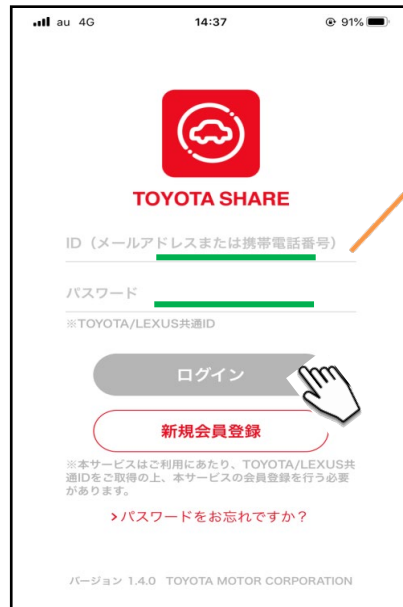 au 4G 14:37 91%
TOYOTA SHARE
ID（メールアドレスまたは携帯電話番号）
パスワード
※TOYOTA/LEXUS共通ID
ログイン
新規会員登録
※本サービスはご利用にあたり、TOYOTA/LEXUS共
通IDをご取得の上、本サービスの会員登録を行う必要
があります。
>パスワードをお忘れですか？
バージョン 1.4.0 TOYOTA MOTOR CORPORATION